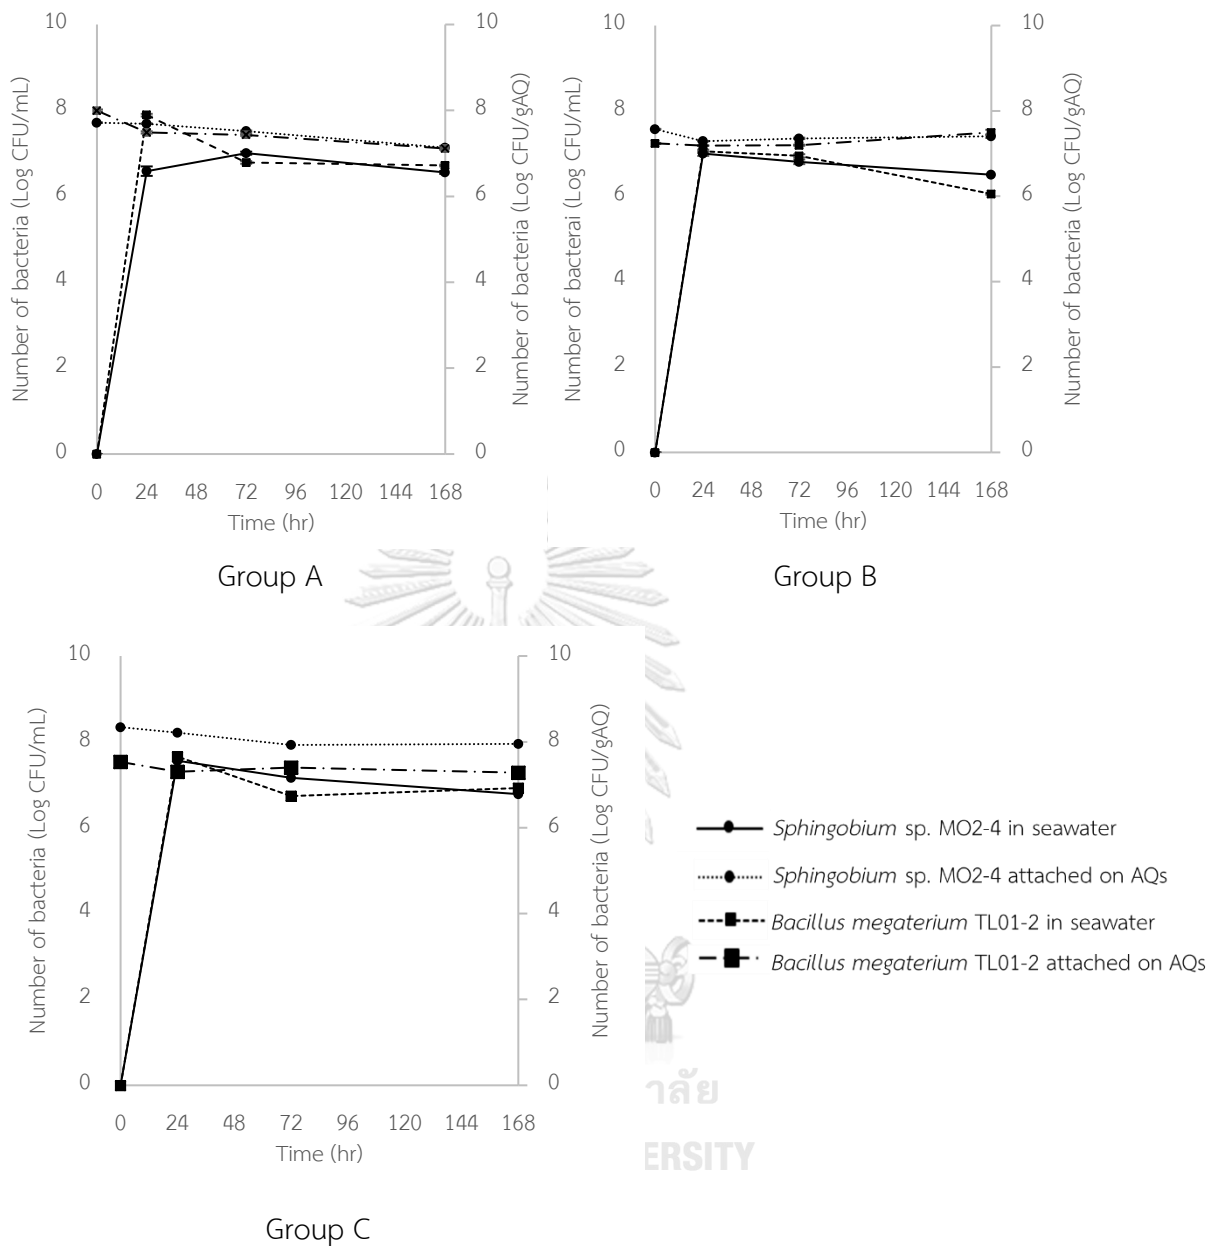 10
8
6
4
2
0
Number of bacteria (Log CFU/mL)
10
8
6
4
2
0
Number of bacteria (Log CFU/gAQ)
0 24 48 72 96 120 144 168
Time (hr)
Group A
10
8
6
4
2
0
Number of bacterai (Log CFU/mL)
10
8
6
4
2
0
Number of bacteria (Log CFU/gAQ)
0 24 48 72 96 120 144 168
Time (hr)
Group B
10
8
6
4
2
0
Number of bacteria (Log CFU/mL)
10
8
6
4
2
0
Number of bacteria (Log CFU/gAQ)
0 24 48 72 96 120 144 168
Time (hr)
Group C
Sphingobium sp. MO2-4 in seawater
Sphingobium sp. MO2-4 attached on AQs
Bacillus megaterium TL01-2 in seawater
Bacillus megaterium TL01-2 attached on AQs
าลัย
ERSITY